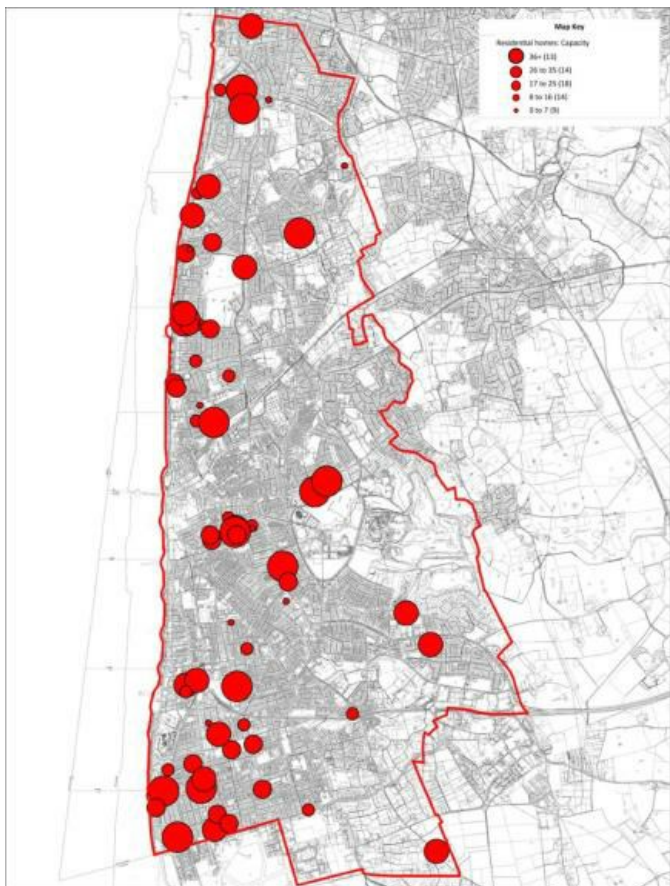 Map Key
Residential homes: Capacity
36+ (13)
26 to 35 (14)
17 to 25 (18)
8 to 16 (14)
0 to 7 (9)